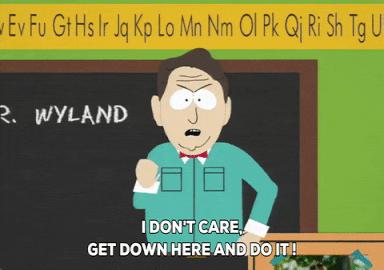 Ev Fu Gt Hs Ir Jq Kp Lo Mn Nm Ol Pk Qj Ri Sh Tg U
R. WYLAND
I DON'T CARE,
GET DOWN HERE AND DO IT!